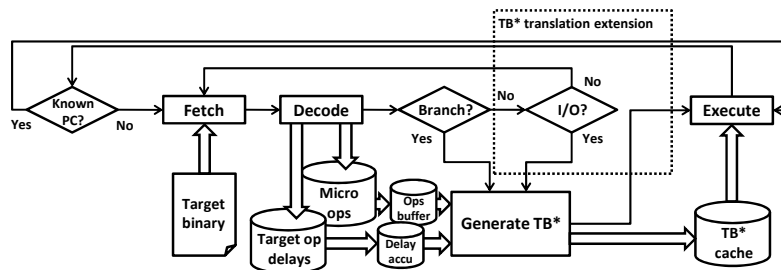 TB* translation extension
Known
PC?
Yes
No
Fetch
Decode
Branch?
Yes
No
I/O?
No
Yes
Execute
Target
binary
Micro
ops
Target op
delays
Ops
buffer
Delay
accu
Generate TB*
TB*
cache